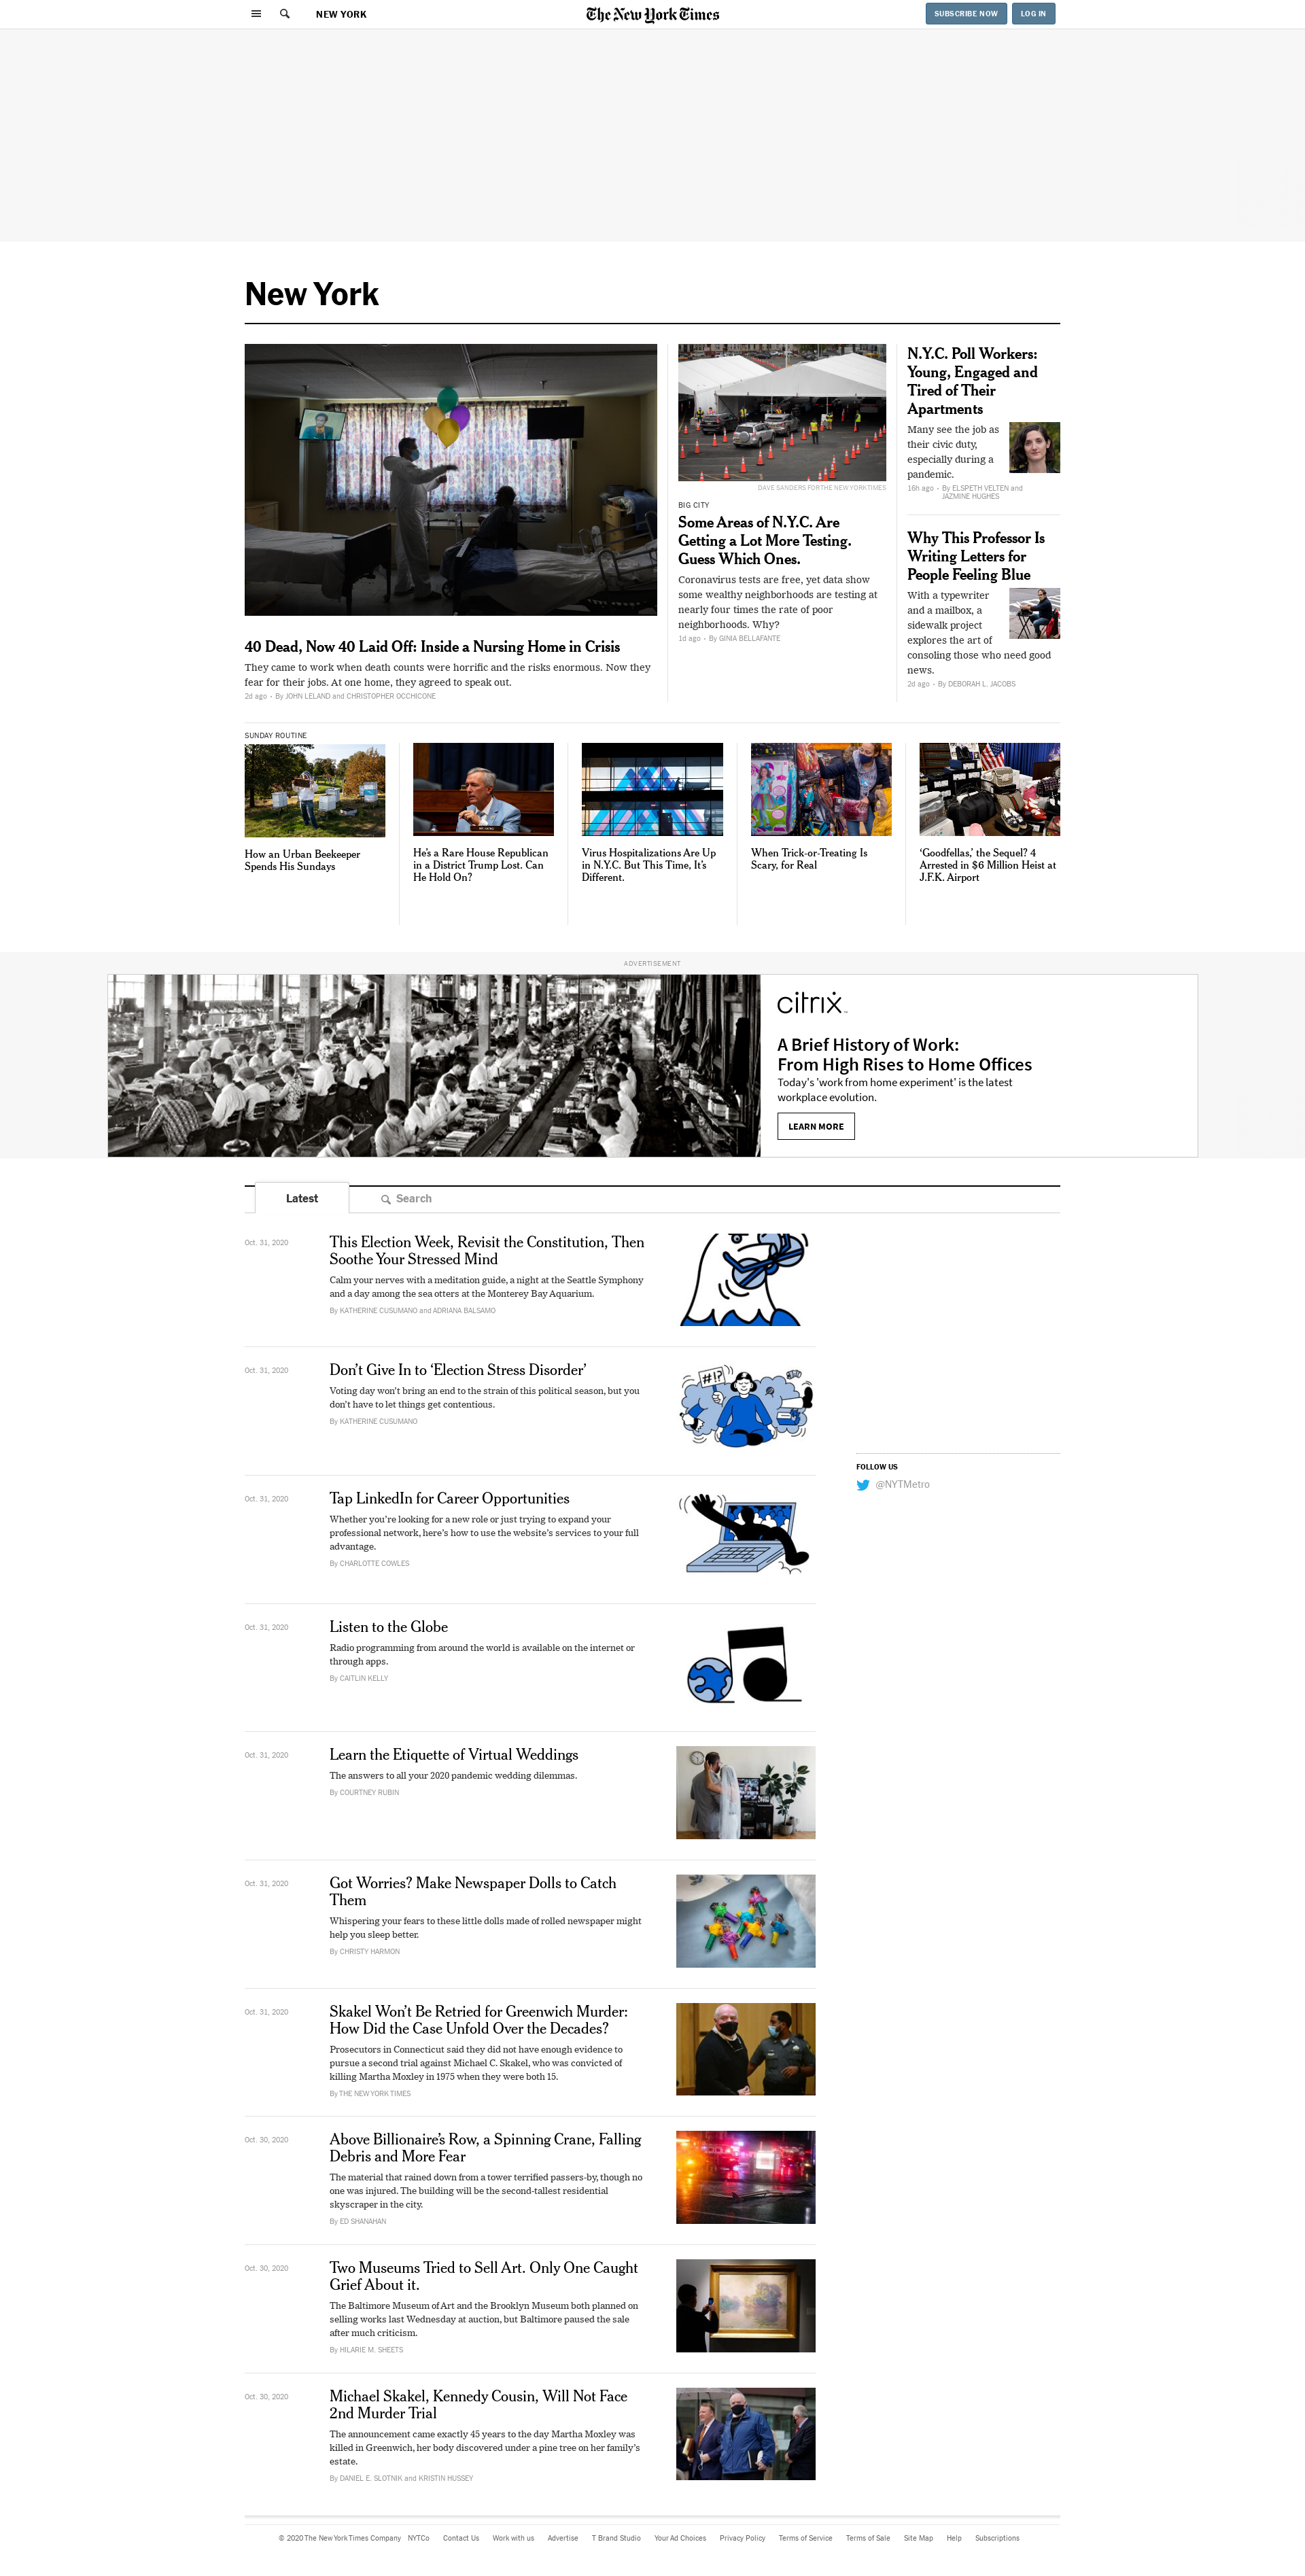 NEW YORK
The New York Times
SUBSCRIBE NOW
LOG IN
New York
40 Dead, Now 40 Laid Off: Inside a Nursing Home in Crisis
They came to work when death counts were horrific and the risks enormous. Now they
fear for their jobs. At one home, they agreed to speak out.
2d ago • By JOHN LELAND and CHRISTOPHER OCCHICONE
DAVE SANDERS FOR THE NEW YORK TIMES
BIG CITY
Some Areas of N.Y.C. Are
Getting a Lot More Testing.
Guess Which Ones.
Coronavirus tests are free, yet data show
some wealthy neighborhoods are testing at
nearly four times the rate of poor
neighborhoods. Why?
1d ago • By GINIA BELLAFANTE
N.Y.C. Poll Workers:
Young, Engaged and
Tired of Their
Apartments
Many see the job as
their civic duty,
especially during a
pandemic.
16h ago • By ELSPETH VELTEN and
JAZMINE HUGHES
Why This Professor Is
Writing Letters for
People Feeling Blue
With a typewriter
and a mailbox, a
sidewalk project
explores the art of
consoling those who need good
news.
2d ago • By DEBORAH L. JACOBS
SUNDAY ROUTINE
How an Urban Beekeeper
Spends His Sundays
He’s a Rare House Republican
in a District Trump Lost. Can
He Hold On?
Virus Hospitalizations Are Up
in N.Y.C. But This Time, It’s
Different.
When Trick-or-Treating Is
Scary, for Real
‘Goodfellas,’ the Sequel? 4
Arrested in $6 Million Heist at
J.F.K. Airport
ADVERTISEMENT
citrix
A Brief History of Work:
From High Rises to Home Offices
Today's 'work from home experiment' is the latest
workplace evolution.
LEARN MORE
Latest
Search
Oct. 31, 2020
This Election Week, Revisit the Constitution, Then
Soothe Your Stressed Mind
Calm your nerves with a meditation guide, a night at the Seattle Symphony
and a day among the sea otters at the Monterey Bay Aquarium.
By KATHERINE CUSUMANO and ADRIANA BALSAMO
Oct. 31, 2020
Don’t Give In to ‘Election Stress Disorder’
Voting day won’t bring an end to the strain of this political season, but you
don’t have to let things get contentious.
By KATHERINE CUSUMANO
#!?
FOLLOW US
@NYTMetro
Oct. 31, 2020
Tap LinkedIn for Career Opportunities
Whether you’re looking for a new role or just trying to expand your
professional network, here’s how to use the website’s services to your full
advantage.
By CHARLOTTE COWLES
Oct. 31, 2020
Listen to the Globe
Radio programming from around the world is available on the internet or
through apps.
By CAITLIN KELLY
Oct. 31, 2020
Learn the Etiquette of Virtual Weddings
The answers to all your 2020 pandemic wedding dilemmas.
By COURTNEY RUBIN
Oct. 31, 2020
Got Worries? Make Newspaper Dolls to Catch
Them
Whispering your fears to these little dolls made of rolled newspaper might
help you sleep better.
By CHRISTY HARMON
Oct. 31, 2020
Skakel Won’t Be Retried for Greenwich Murder:
How Did the Case Unfold Over the Decades?
Prosecutors in Connecticut said they did not have enough evidence to
pursue a second trial against Michael C. Skakel, who was convicted of
killing Martha Moxley in 1975 when they were both 15.
By THE NEW YORK TIMES
Oct. 30, 2020
Above Billionaire’s Row, a Spinning Crane, Falling
Debris and More Fear
The material that rained down from a tower terrified passers-by, though no
one was injured. The building will be the second-tallest residential
skyscraper in the city.
By ED SHANAHAN
Oct. 30, 2020
Two Museums Tried to Sell Art. Only One Caught
Grief About it.
The Baltimore Museum of Art and the Brooklyn Museum both planned on
selling works last Wednesday at auction, but Baltimore paused the sale
after much criticism.
By HILARIE M. SHEETS
Oct. 30, 2020
Michael Skakel, Kennedy Cousin, Will Not Face
2nd Murder Trial
The announcement came exactly 45 years to the day Martha Moxley was
killed in Greenwich, her body discovered under a pine tree on her family’s
estate.
By DANIEL E. SLOTNIK and KRISTIN HUSSEY
© 2020 The New York Times Company NYTCo Contact Us Work with us Advertise T Brand Studio Your Ad Choices Privacy Policy Terms of Service Terms of Sale Site Map Help Subscriptions